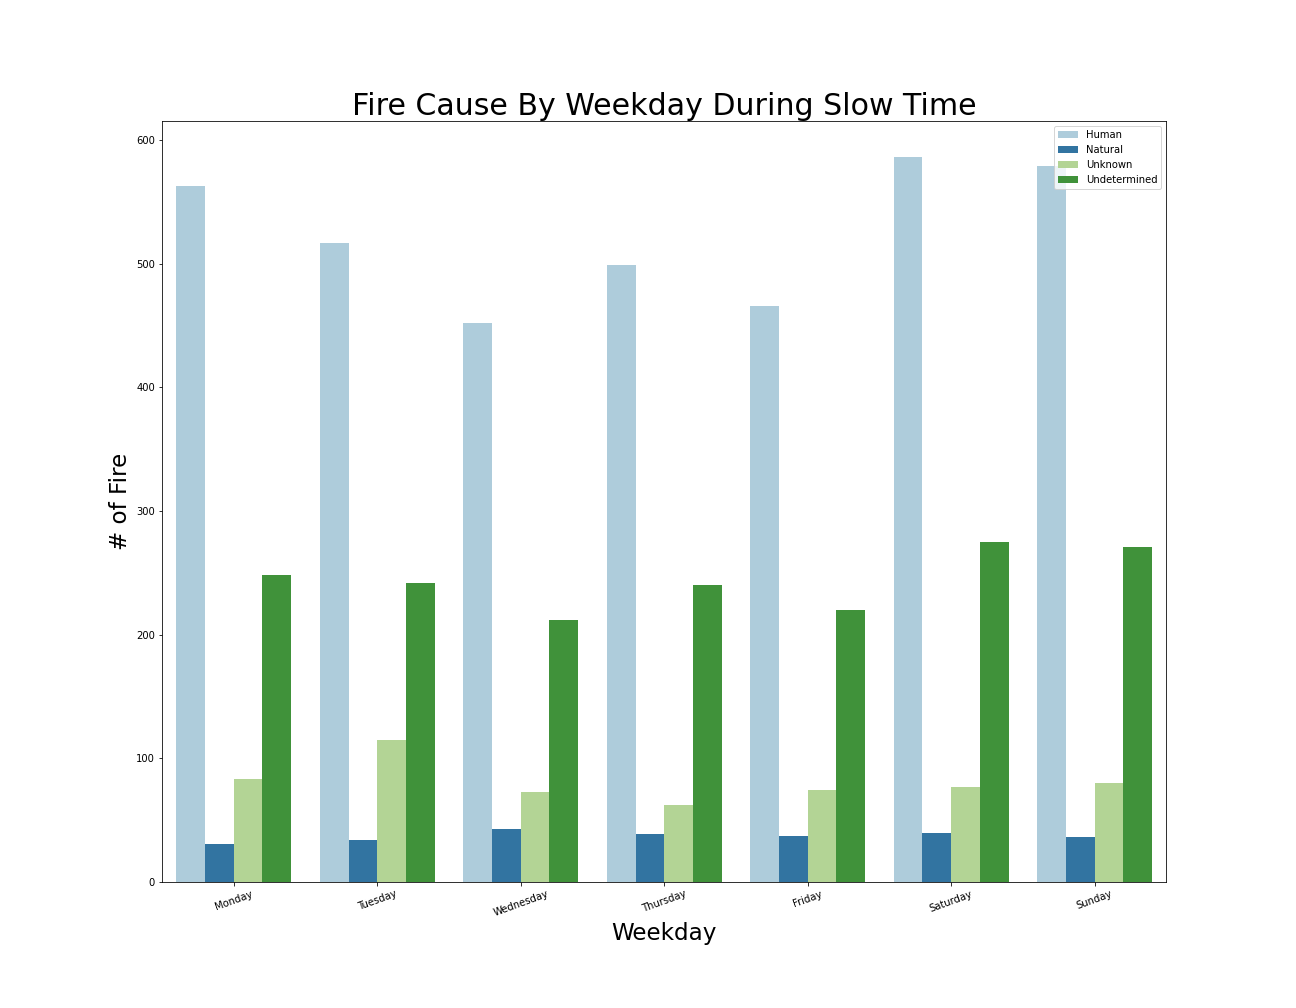 Fire Cause By Weekday During Slow Time
Human
Natural
Unknown
Undetermined
600
500
400
300
200
100
0
# of Fire
Monday
Tuesday
Wednesday
Thursday
Friday
Saturday
Sunday
Weekday